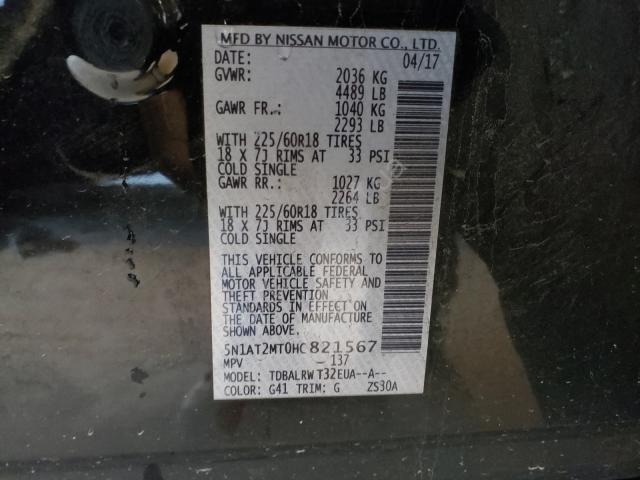 MFD BY NISSAN MOTOR CO., LTD.
DATE: 04/17
GVWR: 2036 KG
4489 LB
GAWR FR.: 1040 KG
2293 LB
WITH 225/60R18 TIRES
18 X 7J RIMS AT 33 PSI
COLD SINGLE
GAWR RR.: 1027 KG
2264 LB
WITH 225/60R18 TIRES
18 X 7J RIMS AT 33 PSI
COLD SINGLE
THIS VEHICLE CONFORMS TO
ALL APPLICABLE FEDERAL
MOTOR VEHICLE SAFETY AND
THEFT PREVENTION
STANDARDS IN EFFECT ON
THE DATE OF MANUFACTURE
SHOWN ABOVE.
5N1AT2MT0HC821567
MPV 137
MODEL: TDBALRW T32EUA--A--
COLOR: G41 TRIM: G ZS30A